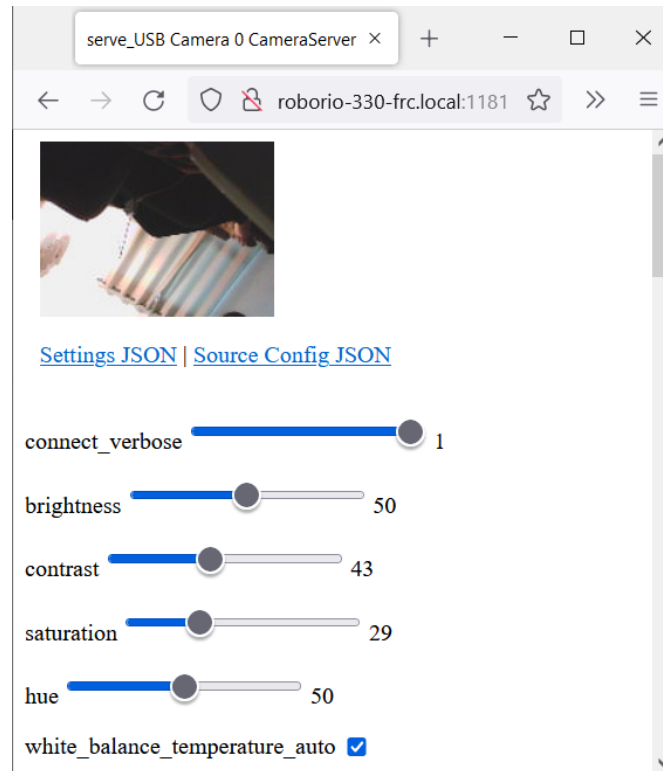 serve_USB Camera 0 CameraServer
roborio-330-frc.local:1181
Settings JSON | Source Config JSON
connect_verbose 1
brightness 50
contrast 43
saturation 29
hue 50
white_balance_temperature_auto